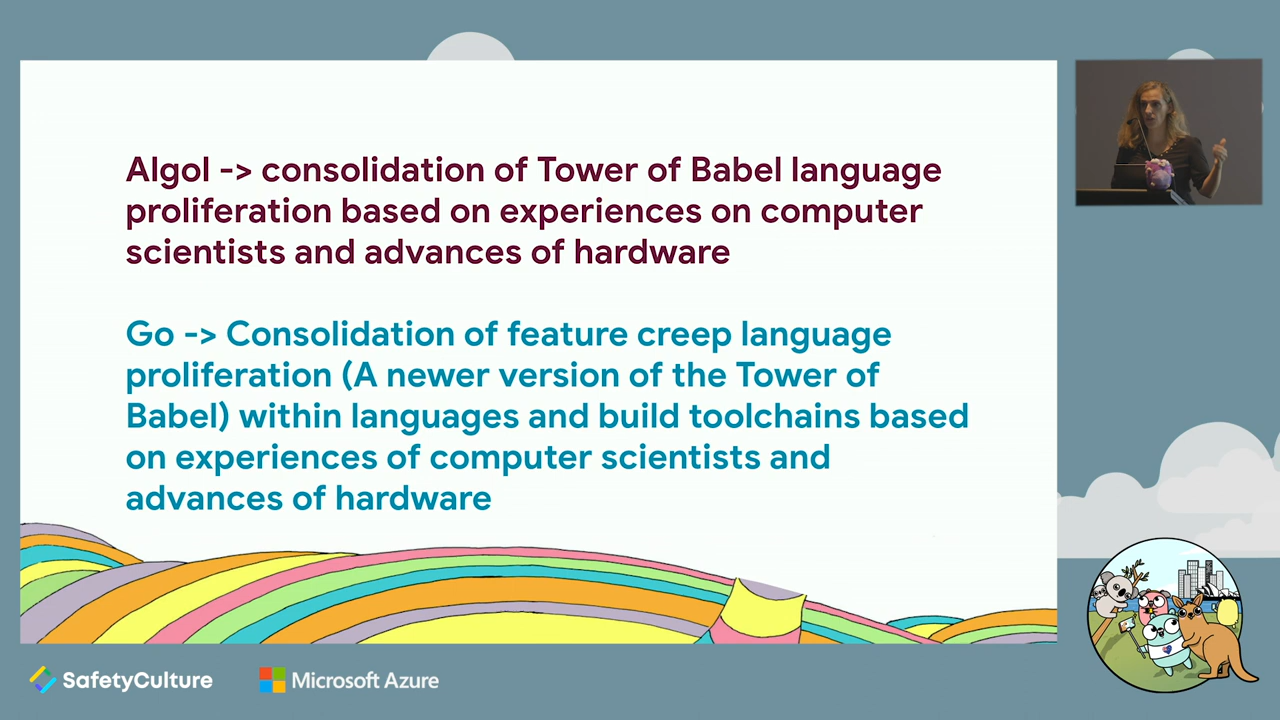 Algol -> consolidation of Tower of Babel language
proliferation based on experiences on computer
scientists and advances of hardware
Go -> Consolidation of feature creep language
proliferation (A newer version of the Tower of
Babel) within languages and build toolchains based
on experiences of computer scientists and
advances of hardware
SafetyCulture
Microsoft Azure